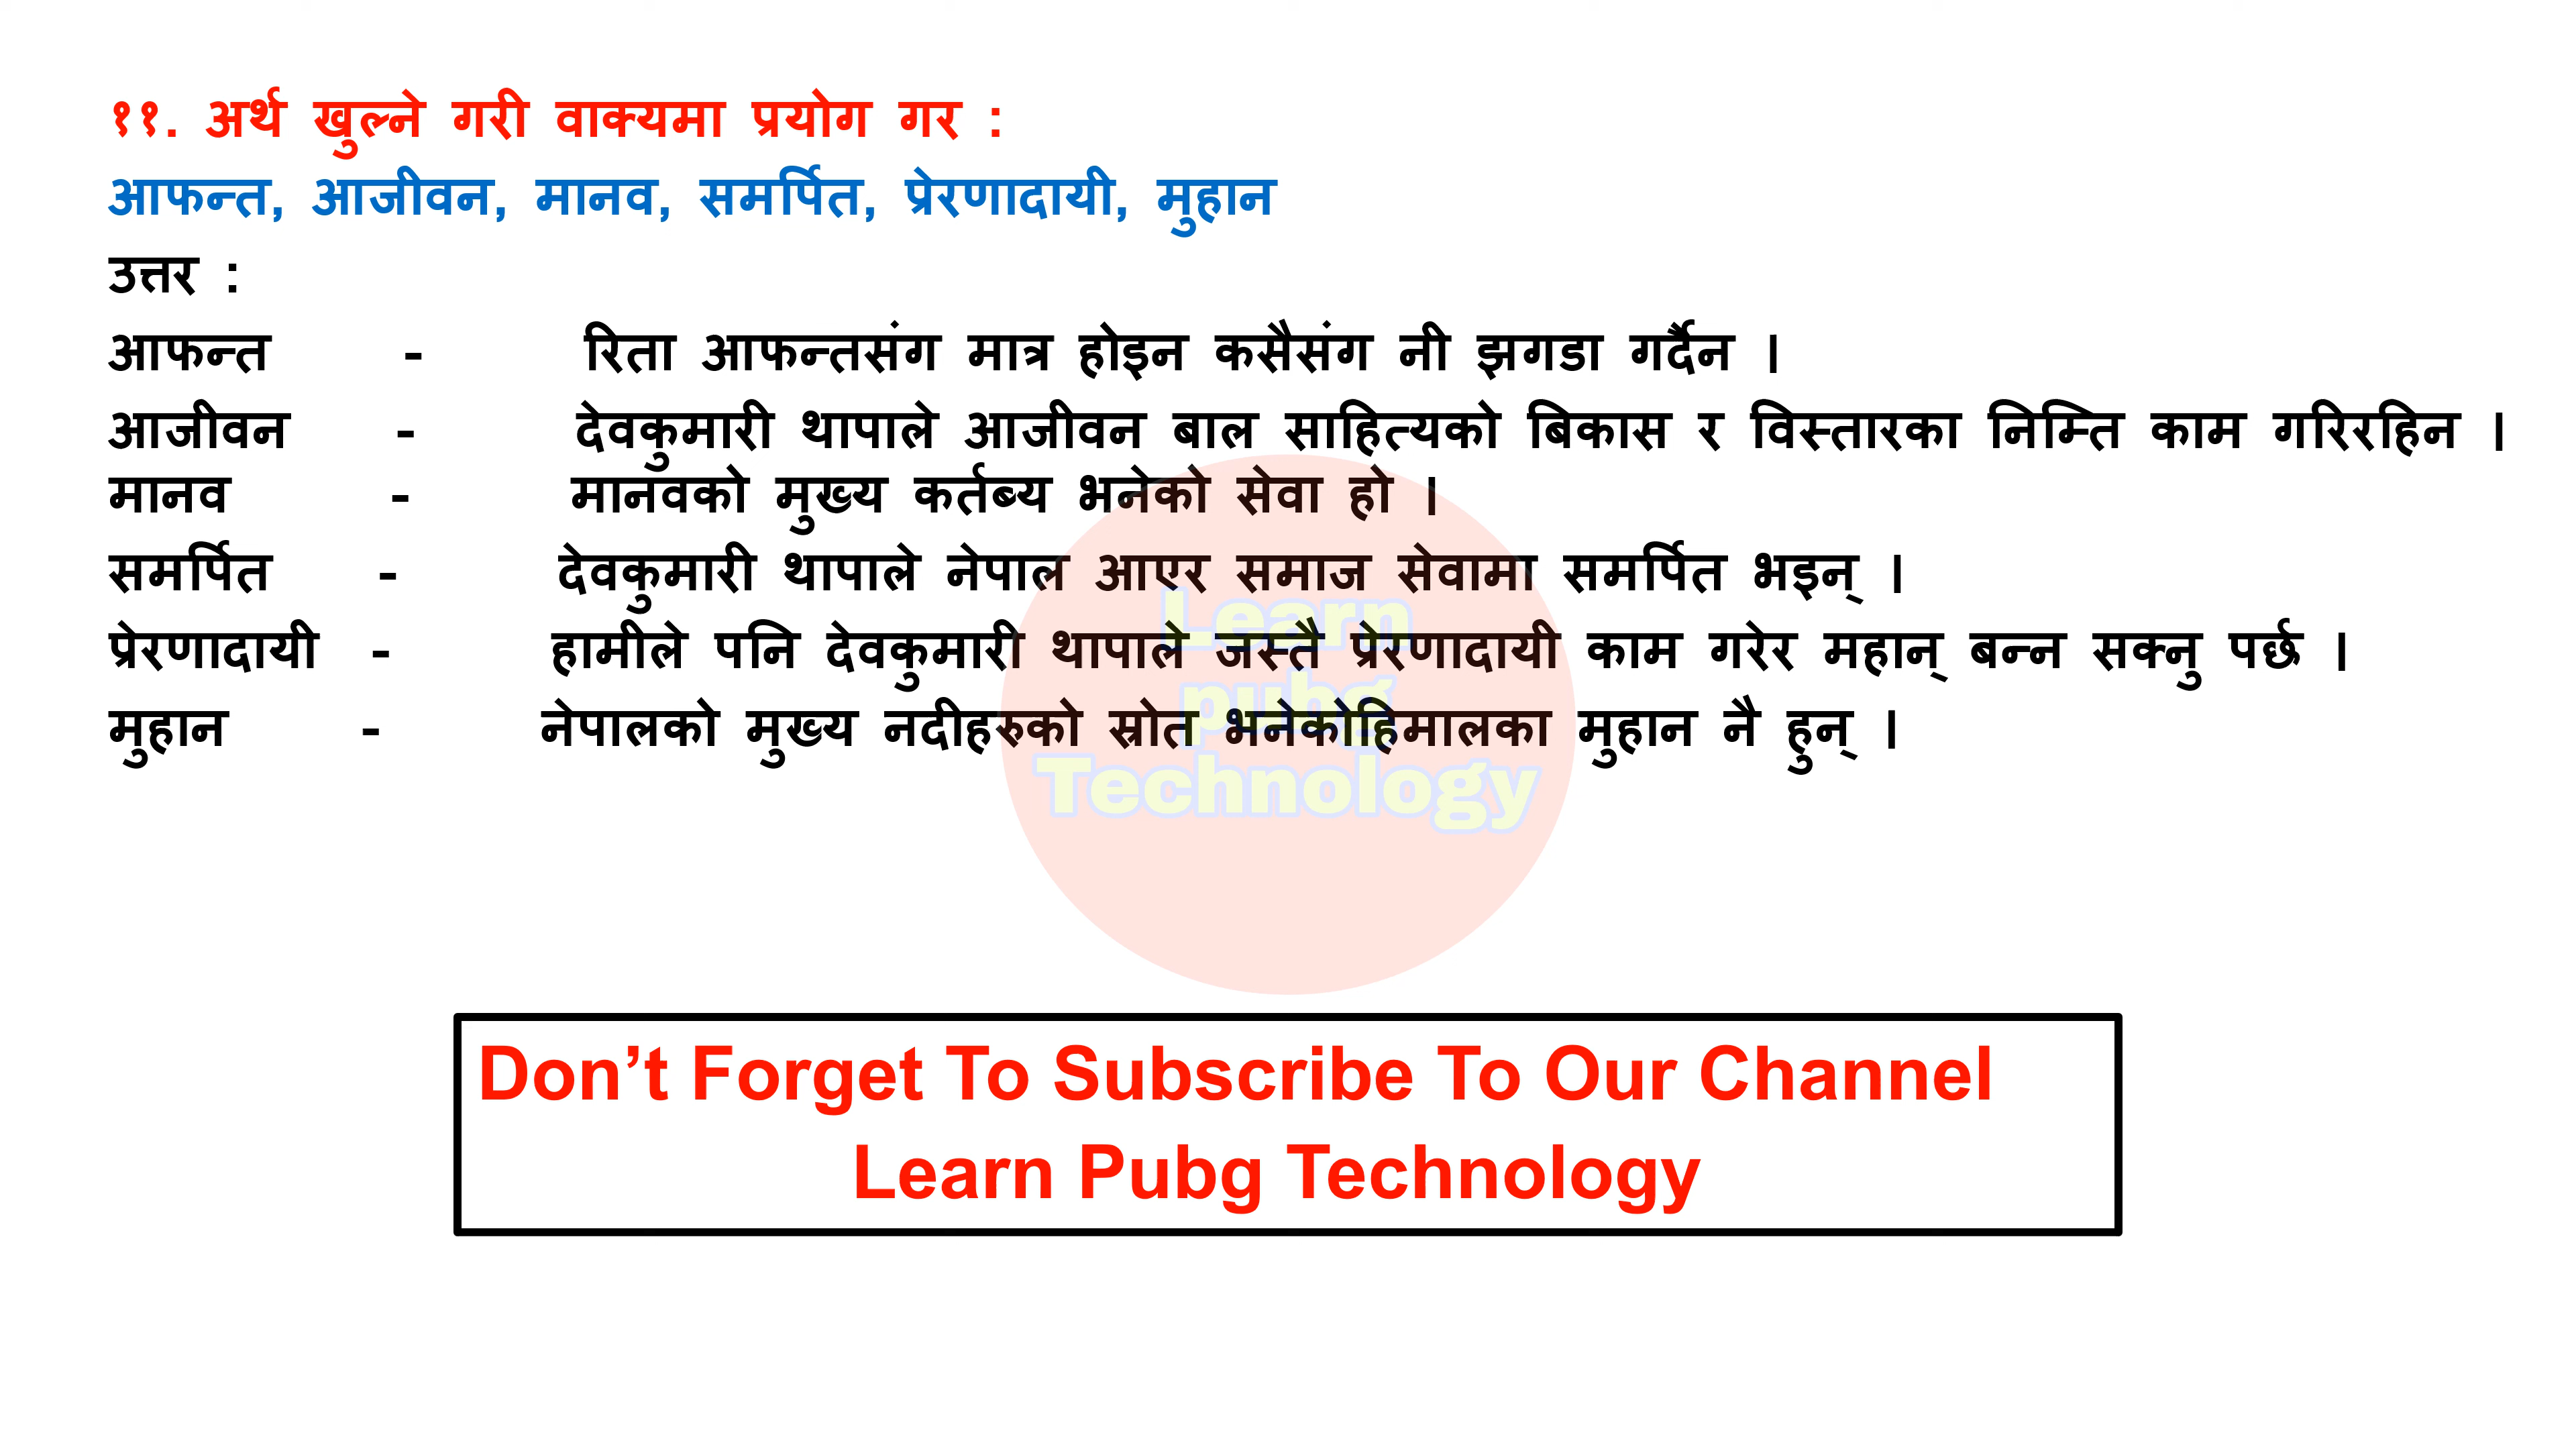 ११. अर्थ खुल्ने गरी वाक्यमा प्रयोग गर :
आफन्त, आजीवन, मानव, समर्पित, प्रेरणादायी, मुहान
उत्तर :
आफन्त - रिता आफन्तसंग मात्र होइन कसैसंग नी झगडा गर्दैन ।
आजीवन - देवकुमारी थापाले आजीवन बाल साहित्यको बिकास र विस्तारका निम्ति काम गरिरहिन ।
मानव - मानवको मुख्य कर्तब्य भनेको सेवा हो ।
समर्पित - देवकुमारी थापाले नेपाल आएर समाज सेवामा समर्पित भइन् ।
प्रेरणादायी - हामीले पनि देवकुमारी थापाले जस्तै प्रेरणादायी काम गरेर महान् बन्न सक्नु पर्छ ।
मुहान - नेपालको मुख्य नदीहरुको स्रोत भनेकोहिमालका मुहान नै हुन् ।
Learn
pubg
Technology
Don’t Forget To Subscribe To Our Channel
Learn Pubg Technology